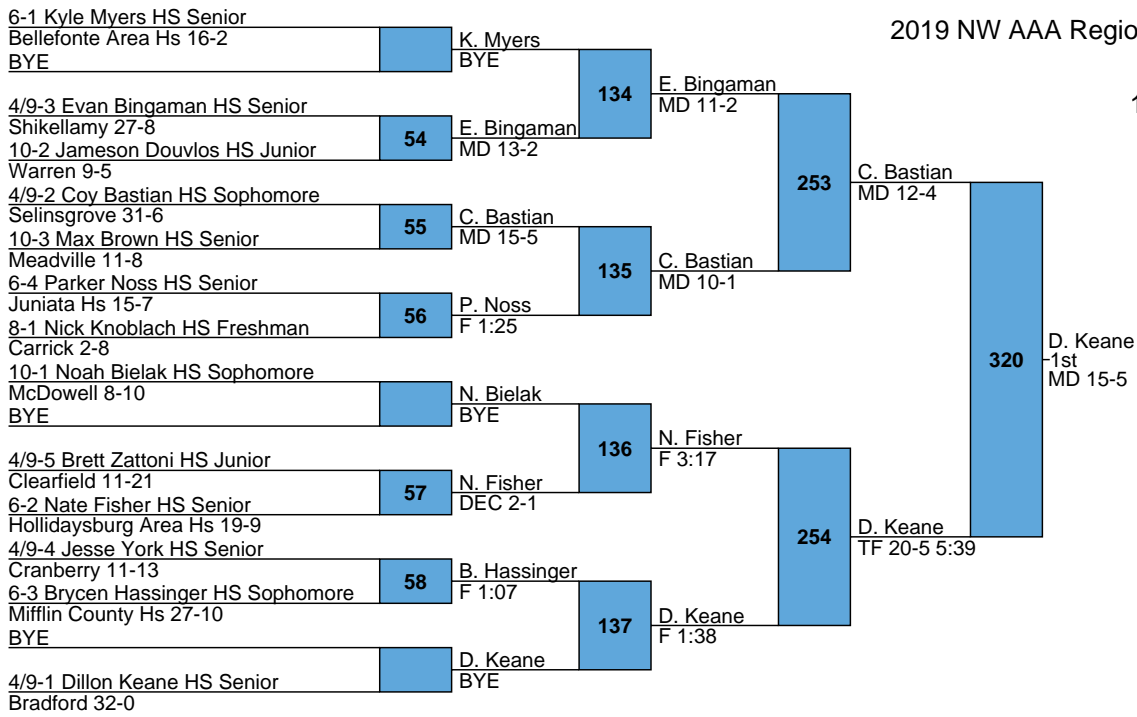 2019 NW AAA Regio
1
6-1 Kyle Myers HS Senior
Bellefonte Area Hs 16-2
BYE
4/9-3 Evan Bingaman HS Senior
Shikellamy 27-8
10-2 Jameson Douvlos HS Junior
Warren 9-5
4/9-2 Coy Bastian HS Sophomore
Selinsgrove 31-6
10-3 Max Brown HS Senior
Meadville 11-8
6-4 Parker Noss HS Senior
Juniata Hs 15-7
8-1 Nick Knoblach HS Freshman
Carrick 2-8
10-1 Noah Bielak HS Sophomore
McDowell 8-10
BYE
4/9-5 Brett Zattoni HS Junior
Clearfield 11-21
6-2 Nate Fisher HS Senior
Hollidaysburg Area Hs 19-9
4/9-4 Jesse York HS Senior
Cranberry 11-13
6-3 Brycen Hassinger HS Sophomore
Mifflin County Hs 27-10
BYE
4/9-1 Dillon Keane HS Senior
Bradford 32-0
54
55
56
57
58
K. Myers
BYE
E. Bingaman
MD 13-2
C. Bastian
MD 15-5
P. Noss
F 1:25
N. Bielak
BYE
N. Fisher
DEC 2-1
B. Hassinger
F 1:07
D. Keane
BYE
134
135
136
137
E. Bingaman
MD 11-2
C. Bastian
MD 10-1
N. Fisher
F 3:17
D. Keane
F 1:38
253
254
C. Bastian
MD 12-4
D. Keane
TF 20-5 5:39
320
D. Keane
1st
MD 15-5